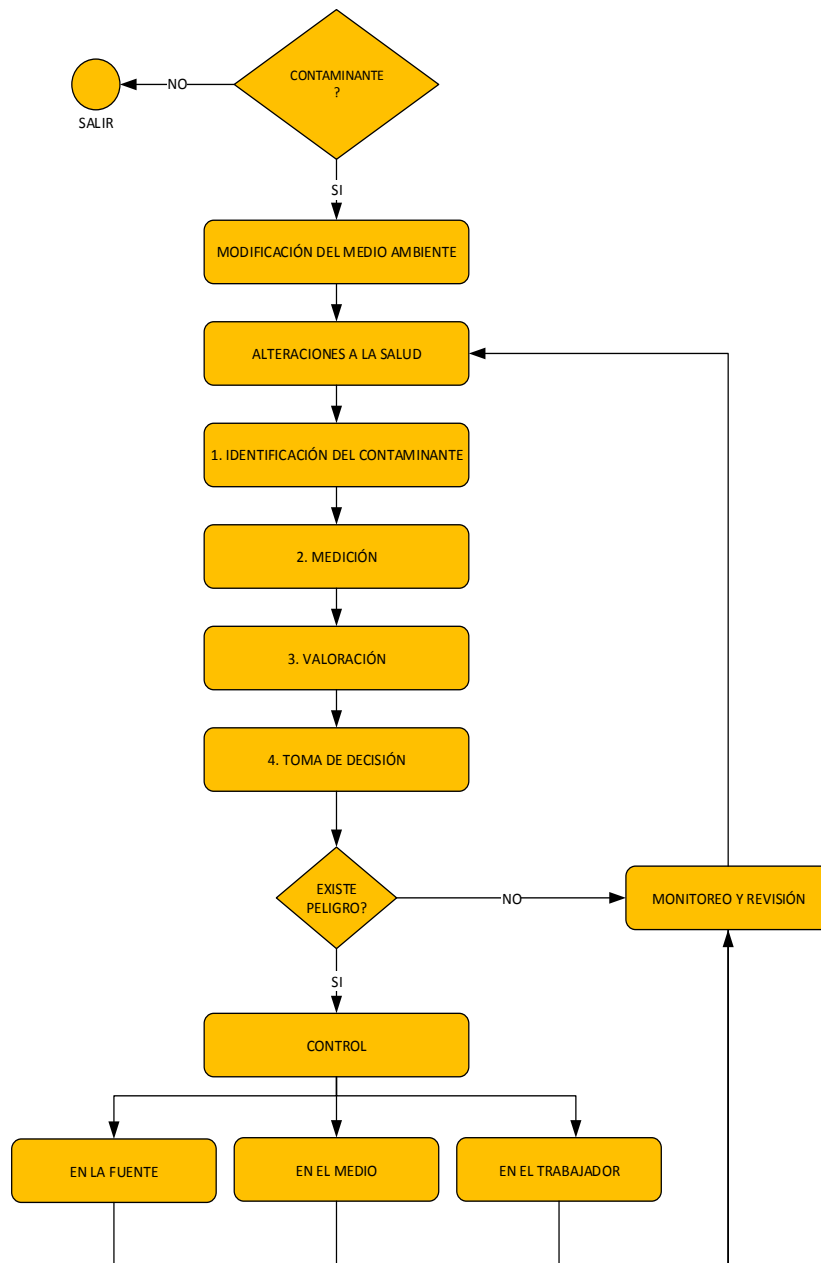 CONTAMINANTE
?
NO
SALIR
SI
MODIFICACIÓN DEL MEDIO AMBIENTE
ALTERACIONES A LA SALUD
1. IDENTIFICACIÓN DEL CONTAMINANTE
2. MEDICIÓN
3. VALORACIÓN
4. TOMA DE DECISIÓN
EXISTE
PELIGRO?
NO
MONITOREO Y REVISIÓN
SI
CONTROL
EN LA FUENTE
EN EL MEDIO
EN EL TRABAJADOR